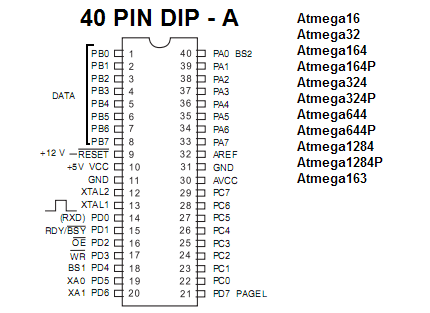 40 PIN DIP - A
PB0 1 40 PA0 BS2
PB1 2 39 PA1
PB2 3 38 PA2
PB3 4 37 PA3
DATA
PB4 5 36 PA4
PB5 6 35 PA5
PB6 7 34 PA6
PB7 8 33 PA7
+12 V RESET 9 32 AREF
+5V VCC 10 31 GND
GND 11 30 AVCC
XTAL2 12 29 PC7
XTAL1 13 28 PC6
(RXD) PD0 14 27 PC5
RDY/BSY PD1 15 26 PC4
OE PD2 16 25 PC3
WR PD3 17 24 PC2
BS1 PD4 18 23 PC1
XA0 PD5 19 22 PC0
XA1 PD6 20 21 PD7 PAGEL
Atmega16
Atmega32
Atmega164
Atmega164P
Atmega324
Atmega324P
Atmega644
Atmega644P
Atmega1284
Atmega1284P
Atmega163